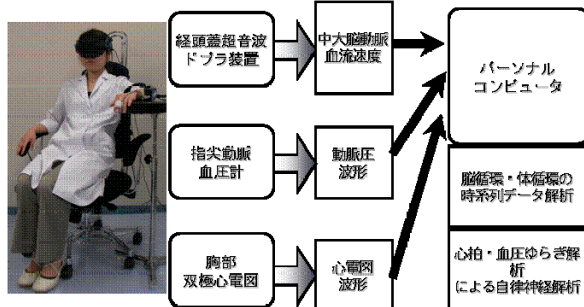 経頭蓋超音波
ドプラ装置
中大脳動脈
血流速度
パーソナル
コンピュータ
指尖動脈
血圧計
動脈圧
波形
脳循環・体循環の
時系列データ解析
胸部
双極心電図
心電図
波形
心拍・血圧ゆらぎ解
析
による自律神経解析